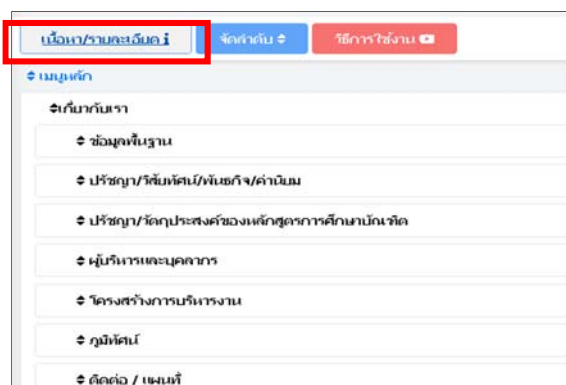 เนื้อหา/รายละเอียด i จัดลำดับ วิธีการใช้งาน
เมนูหลัก
เกี่ยวกับเรา
ข้อมูลพื้นฐาน
ปรัชญา/วิสัยทัศน์/พันธกิจ/ค่านิยม
ปรัชญา/วัตถุประสงค์ของหลักสูตรการศึกษาบัณฑิต
ผู้บริหารและบุคลากร
โครงสร้างการบริหารงาน
ภูมิทัศน์
ติดต่อ / แผนที่